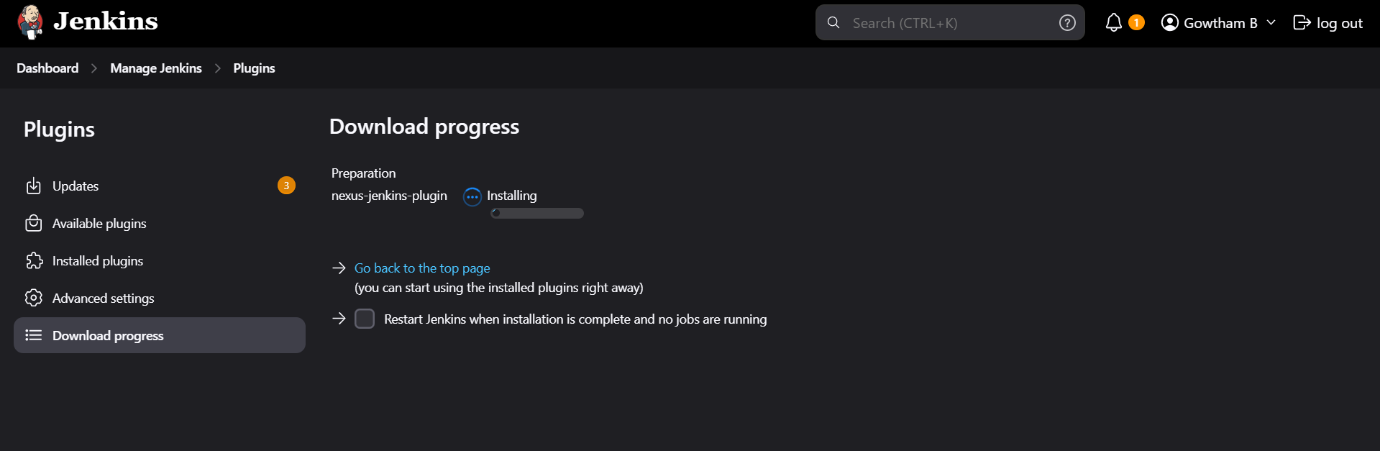 Jenkins
Search (CTRL+K)
1
Gowtham B
log out
Dashboard
Manage Jenkins
Plugins
Plugins
Updates
3
Available plugins
Installed plugins
Advanced settings
Download progress
Download progress
Preparation
nexus-jenkins-plugin
Installing
Go back to the top page
(you can start using the installed plugins right away)
Restart Jenkins when installation is complete and no jobs are running